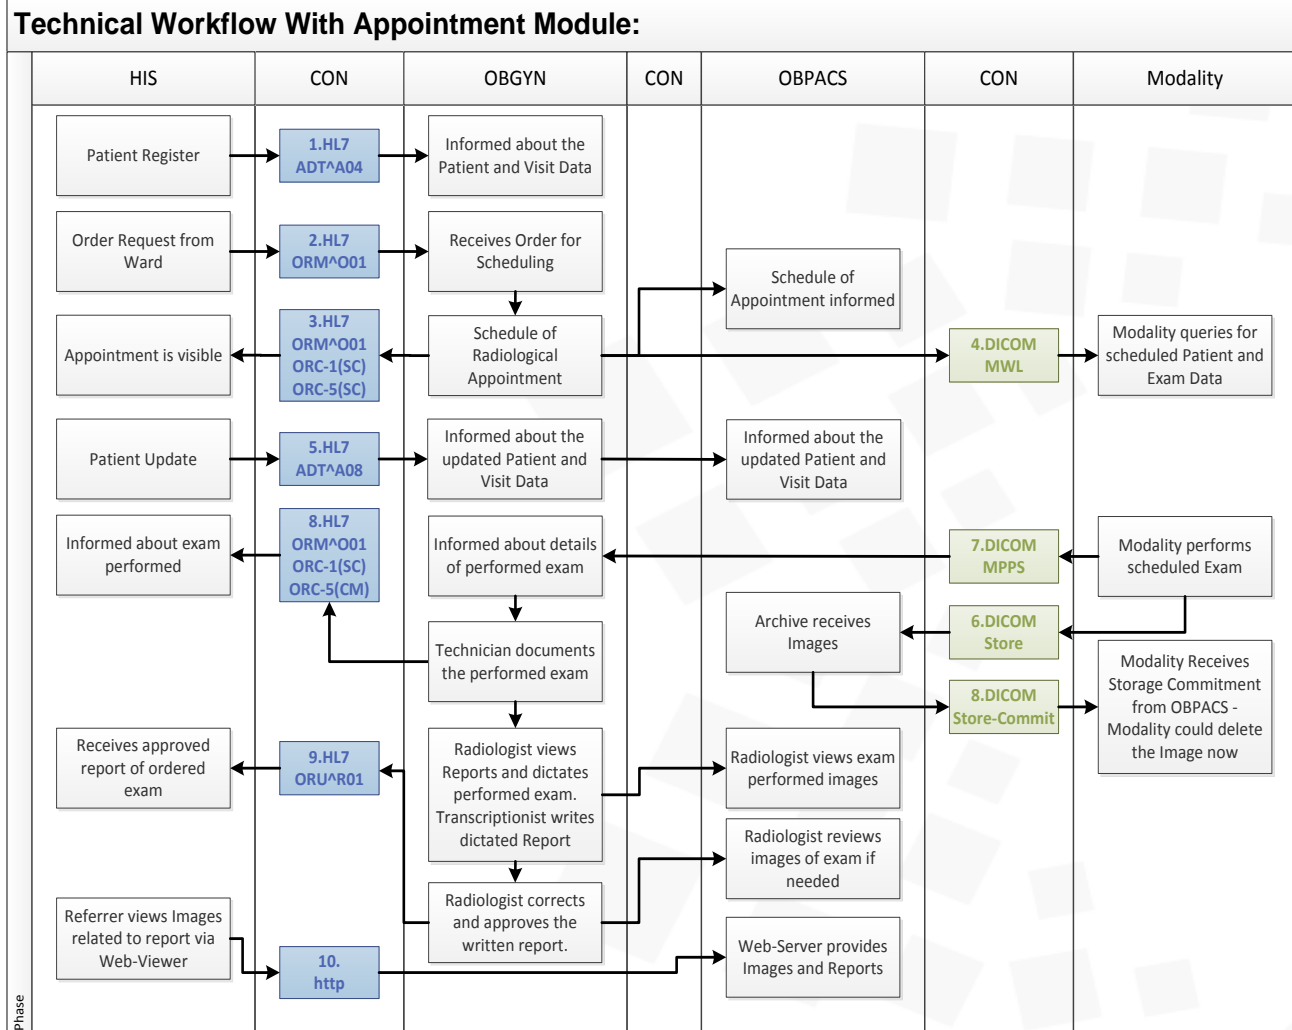 Technical Workflow With Appointment Module:
HIS
CON
OBGYN
CON
OBPACS
CON
Modality
Patient Register
1.HL7
ADT^A04
Informed about the
Patient and Visit Data
Order Request from
Ward
2.HL7
ORM^O01
Receives Order for
Scheduling
Schedule of
Appointment informed
Appointment is visible
3.HL7
ORM^O01
ORC-1(SC)
ORC-5(SC)
Schedule of
Radiological
Appointment
4.DICOM
MWL
Modality queries for
scheduled Patient and
Exam Data
Patient Update
5.HL7
ADT^A08
Informed about the
updated Patient and
Visit Data
Informed about the
updated Patient and
Visit Data
Informed about exam
performed
8.HL7
ORM^O01
ORC-1(SC)
ORC-5(CM)
Informed about details
of performed exam
7.DICOM
MPPS
Modality performs
scheduled Exam
Archive receives
Images
6.DICOM
Store
Technician documents
the performed exam
8.DICOM
Store-Commit
Modality Receives
Storage Commitment
from OBPACS -
Modality could delete
the Image now
Receives approved
report of ordered
exam
9.HL7
ORU^R01
Radiologist views
Reports and dictates
performed exam.
Transcriptionist writes
dictated Report
Radiologist views exam
performed images
Radiologist reviews
images of exam if
needed
Radiologist corrects
and approves the
written report.
Referrer views Images
related to report via
Web-Viewer
10.
http
Web-Server provides
Images and Reports
Phase